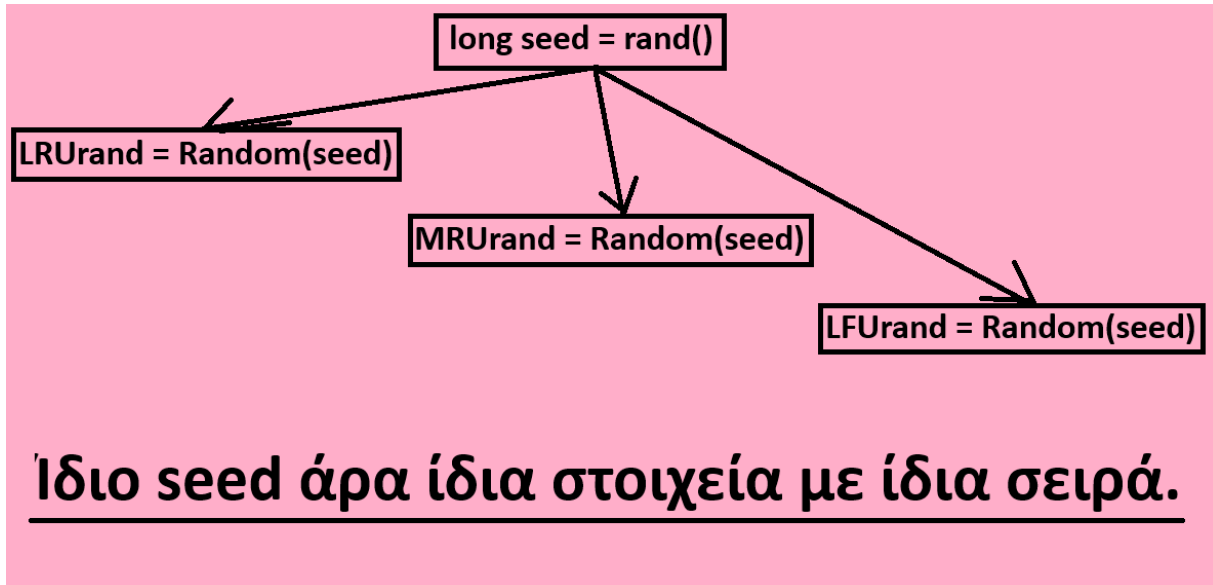 long seed = rand()
LRUrand = Random(seed)
MRUrand = Random(seed)
LFUrand = Random(seed)
Ίδιο seed άρα ίδια στοιχεία με ίδια σειρά.